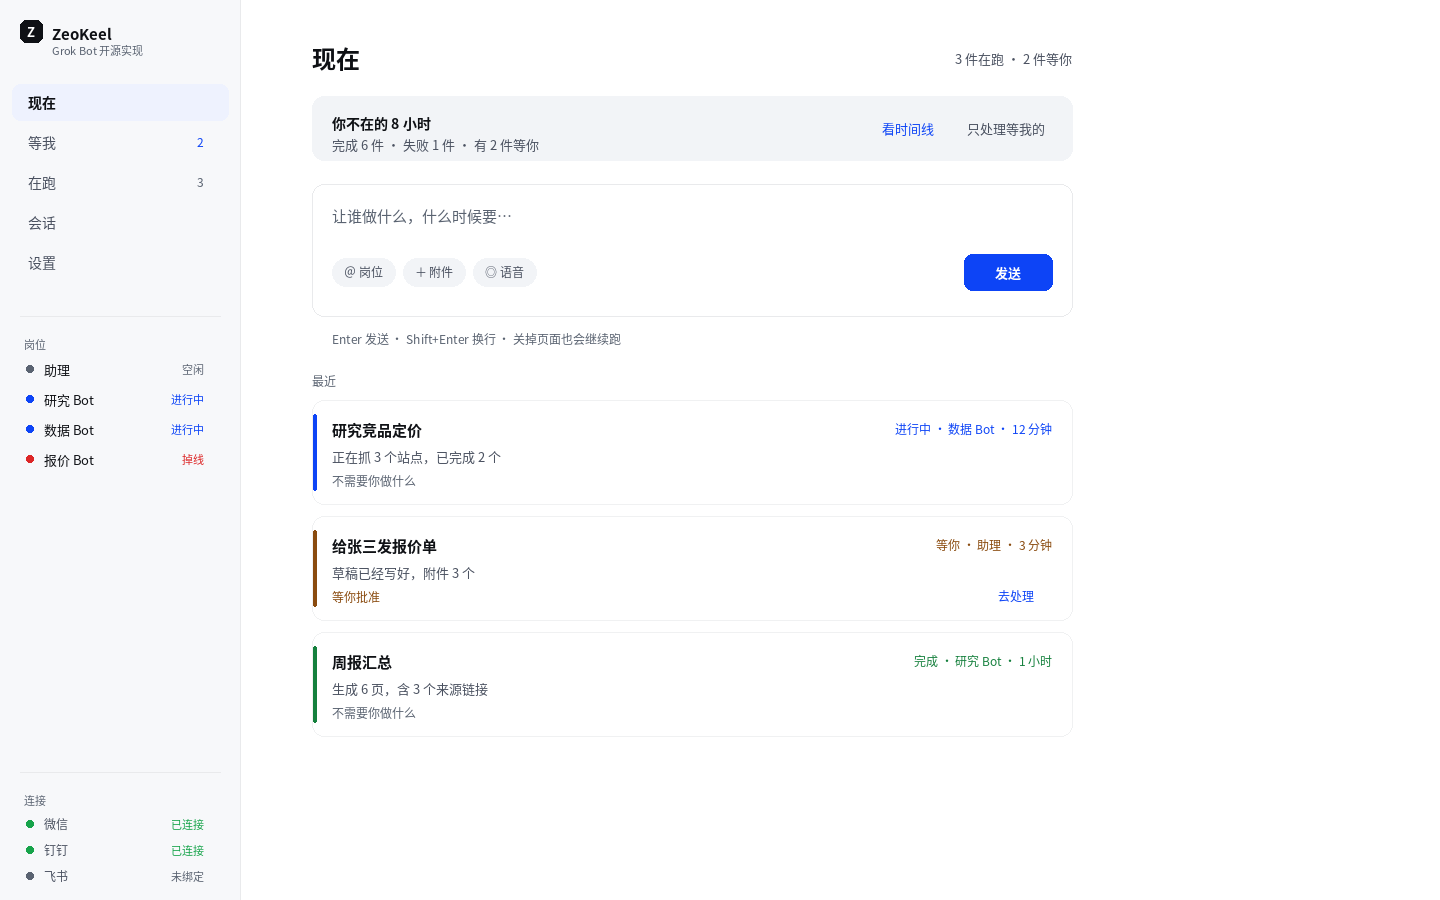 Z
ZeoKeel
Grok Bot 开源实现
现在
等我 2
在跑 3
会话
设置
岗位
助理 空闲
研究 Bot 进行中
数据 Bot 进行中
报价 Bot 掉线
连接
微信 已连接
钉钉 已连接
飞书 未绑定
现在
3 件在跑 · 2 件等你
你不在的 8 小时
完成 6 件 · 失败 1 件 · 有 2 件等你
看时间线 只处理等我的
让谁做什么，什么时候要…
@ 岗位 ＋ 附件 ◎ 语音 发送
Enter 发送 · Shift+Enter 换行 · 关掉页面也会继续跑
最近
研究竞品定价 进行中 · 数据 Bot · 12 分钟
正在抓 3 个站点，已完成 2 个
不需要你做什么
给张三发报价单 等你 · 助理 · 3 分钟
草稿已经写好，附件 3 个
等你批准 去处理
周报汇总 完成 · 研究 Bot · 1 小时
生成 6 页，含 3 个来源链接
不需要你做什么